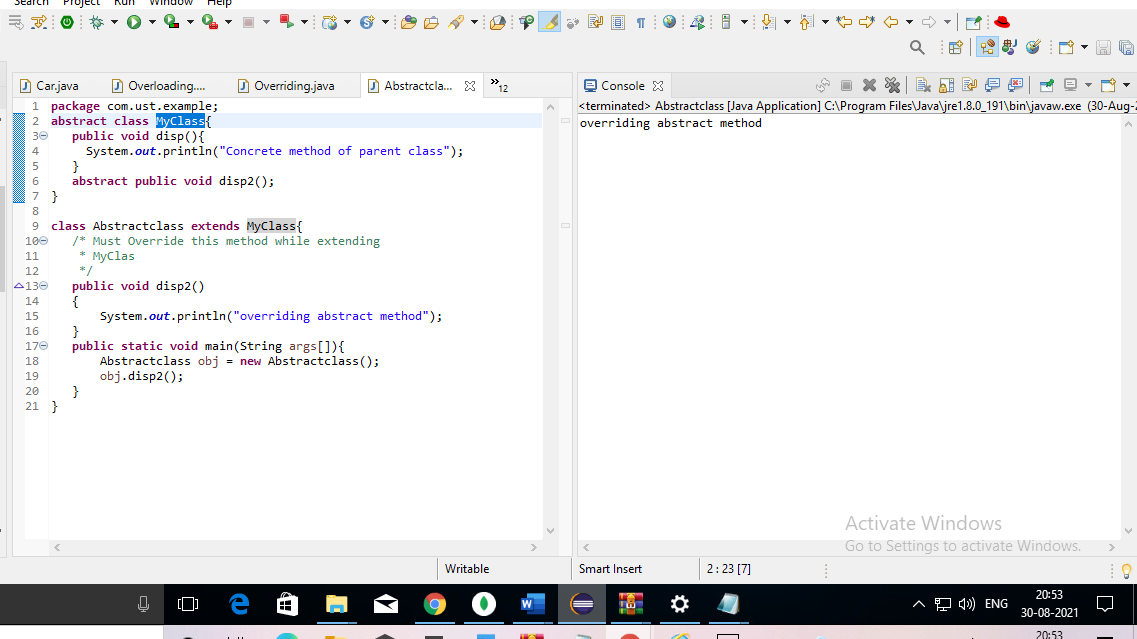 Search Project Run Window Help
Car.java Overloading.... Overriding.java Abstractcla... »12
1 package com.ust.example;
2 abstract class MyClass{
3 public void disp(){
4 System.out.println("Concrete method of parent class");
5 }
6 abstract public void disp2();
7 }
8
9 class Abstractclass extends MyClass{
10 /* Must Override this method while extending
11 * MyClas
12 */
13 public void disp2()
14 {
15 System.out.println("overriding abstract method");
16 }
17 public static void main(String args[]){
18 Abstractclass obj = new Abstractclass();
19 obj.disp2();
20 }
21 }
Console
<terminated> Abstractclass [Java Application] C:\Program Files\Java\jre1.8.0_191\bin\javaw.exe (30-Aug-2
overriding abstract method
Activate Windows
Go to Settings to activate Windows.
Writable Smart Insert 2 : 23 [7]
ENG
20:53
30-08-2021
20:53